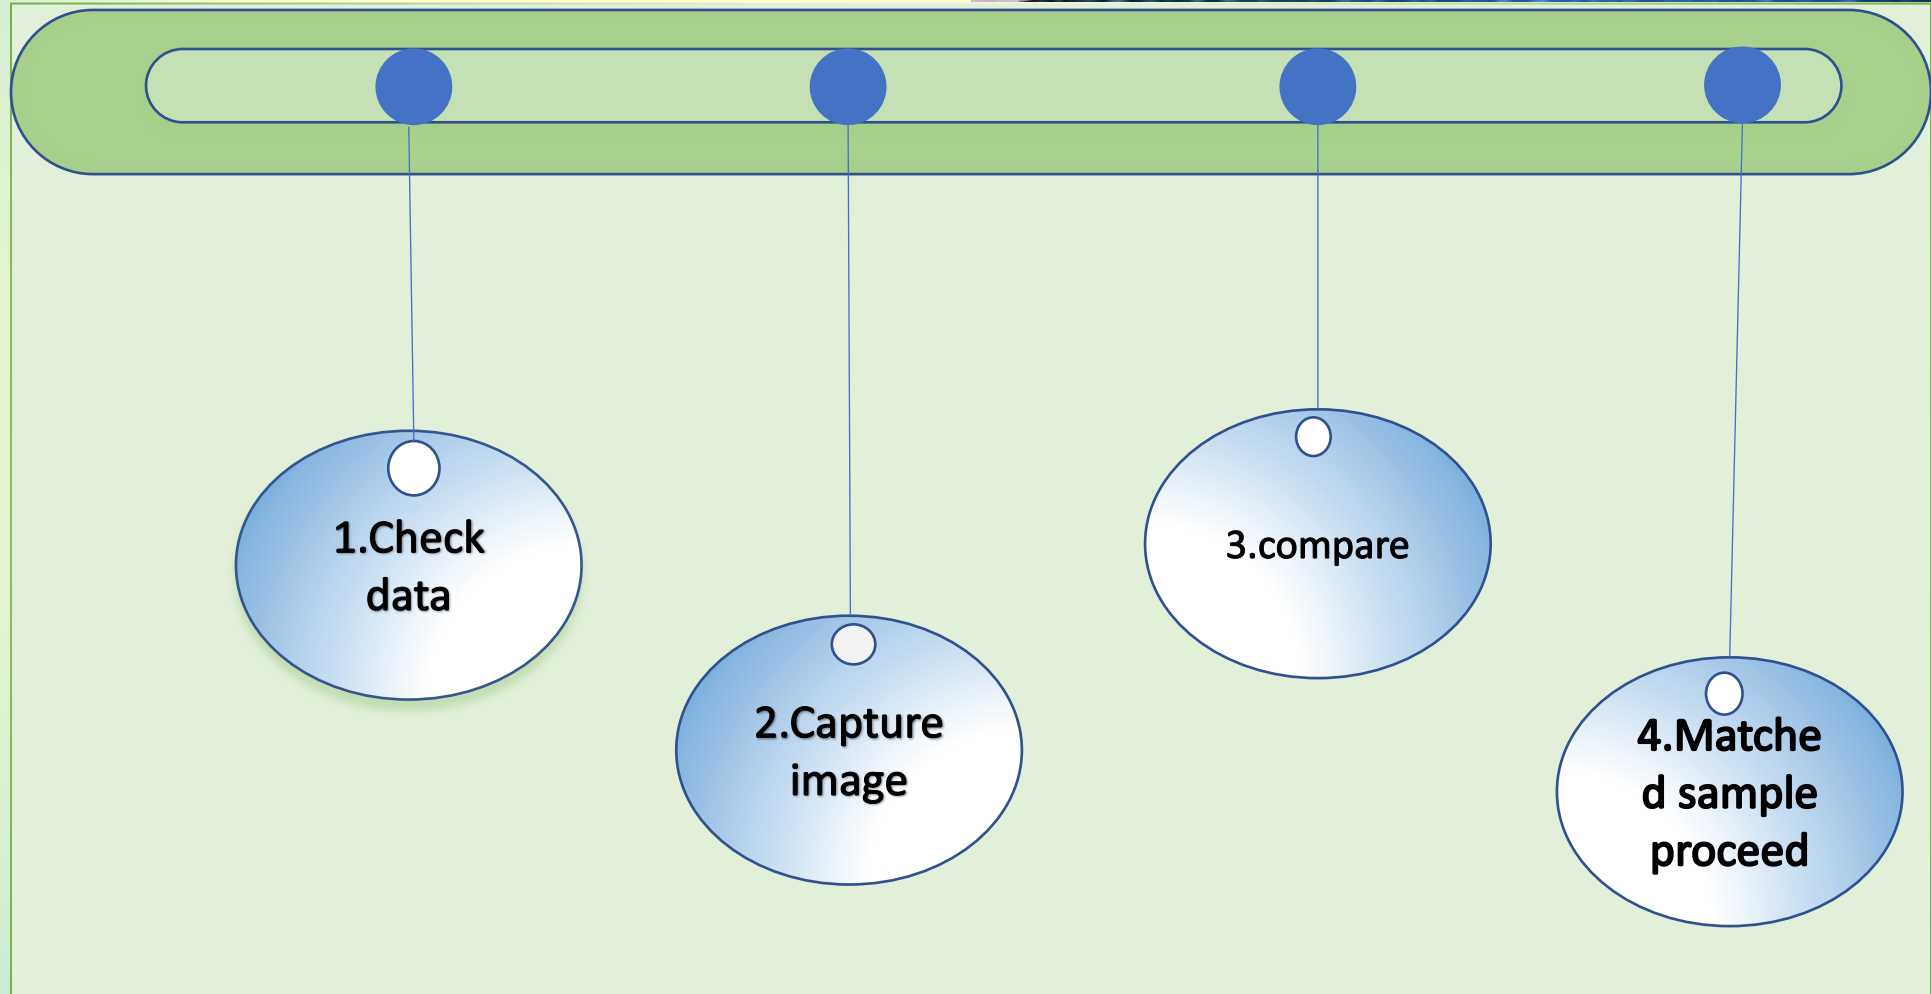 1.Check
data
2.Capture
image
3.compare
4.Matche
d sample
proceed